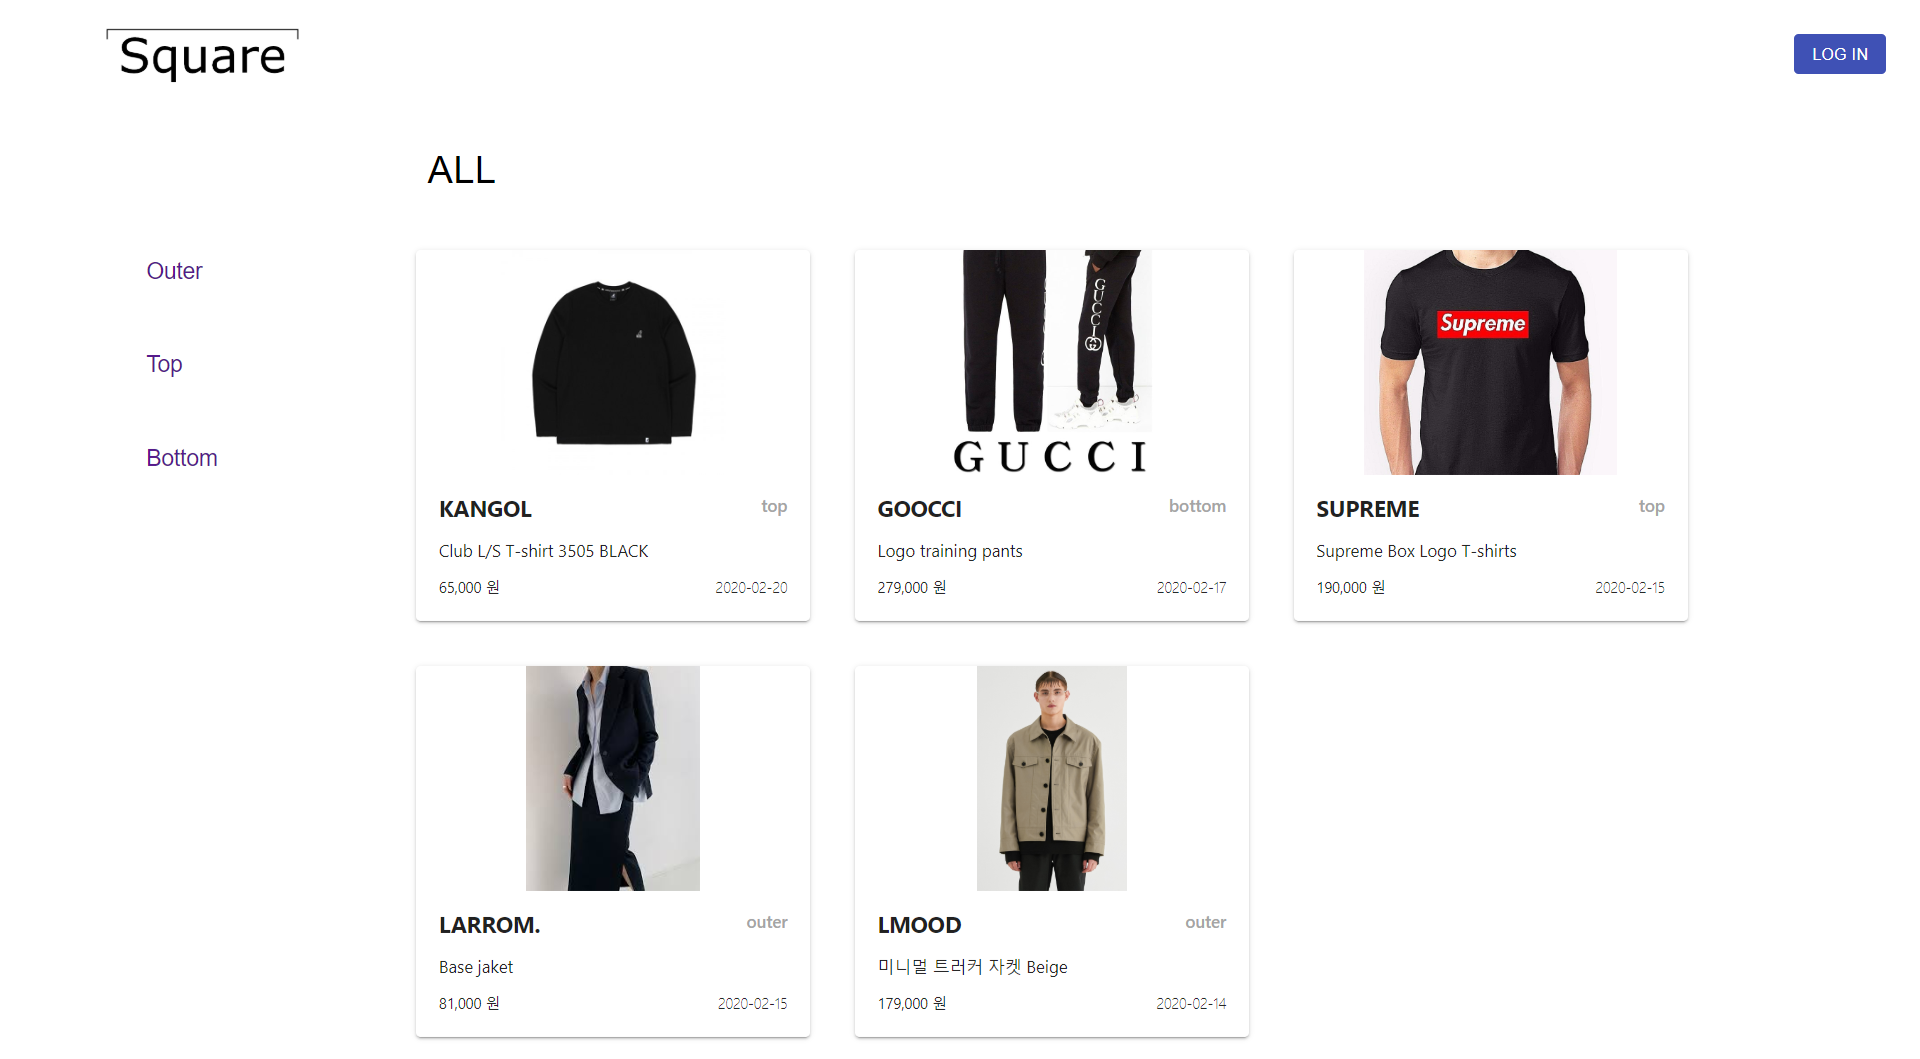 Square
LOG IN
ALL
Outer
Top
Bottom
GUCCI
GUCCI
Supreme
KANGOL
top
Club L/S T-shirt 3505 BLACK
65,000 원
2020-02-20
GOOCCI
bottom
Logo training pants
279,000 원
2020-02-17
SUPREME
top
Supreme Box Logo T-shirts
190,000 원
2020-02-15
LARROM.
outer
Base jaket
81,000 원
2020-02-15
LMOOD
outer
미니멀 트러커 자켓 Beige
179,000 원
2020-02-14